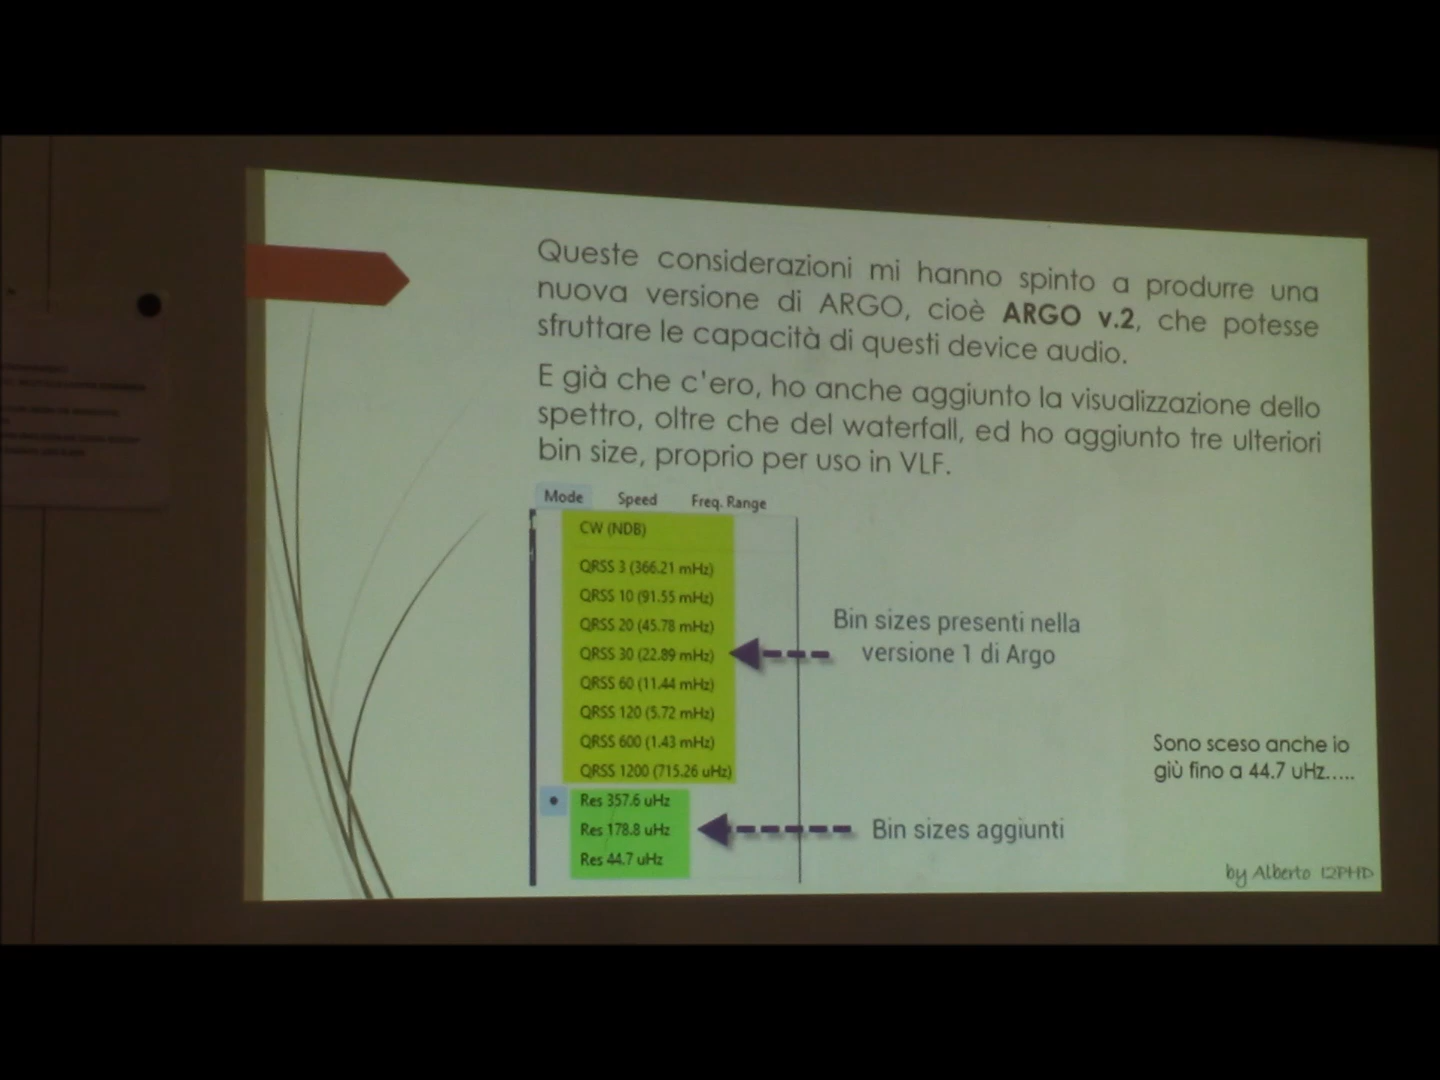 Queste considerazioni mi hanno spinto a produrre una
nuova versione di ARGO, cioè ARGO v.2, che potesse
sfruttare le capacità di questi device audio.
E già che c'ero, ho anche aggiunto la visualizzazione dello
spettro, oltre che del waterfall, ed ho aggiunto tre ulteriori
bin size, proprio per uso in VLF.
Mode Speed Freq. Range
CW (NDB)
QRSS 3 (366.21 mHz)
QRSS 10 (91.55 mHz)
QRSS 20 (45.78 mHz)
QRSS 30 (22.89 mHz)
QRSS 60 (11.44 mHz)
QRSS 120 (5.72 mHz)
QRSS 600 (1.43 mHz)
QRSS 1200 (715.26 uHz)
Res 357.6 uHz
Res 178.8 uHz
Res 44.7 uHz
Bin sizes presenti nella
versione 1 di Argo
Bin sizes aggiunti
Sono sceso anche io
giù fino a 44.7 uHz.....
by Alberto I2PHD